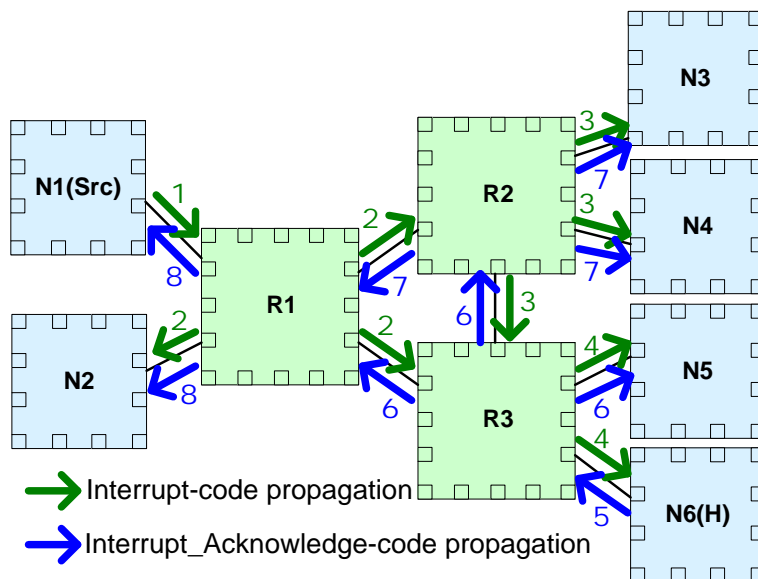 N3
3
7
N1(Src)
1
8
2
R2
3
7
N4
7
R1
6
3
2
N2
2
8
6
R3
4
6
N5
4
5
N6(H)
Interrupt-code propagation
Interrupt_Acknowledge-code propagation